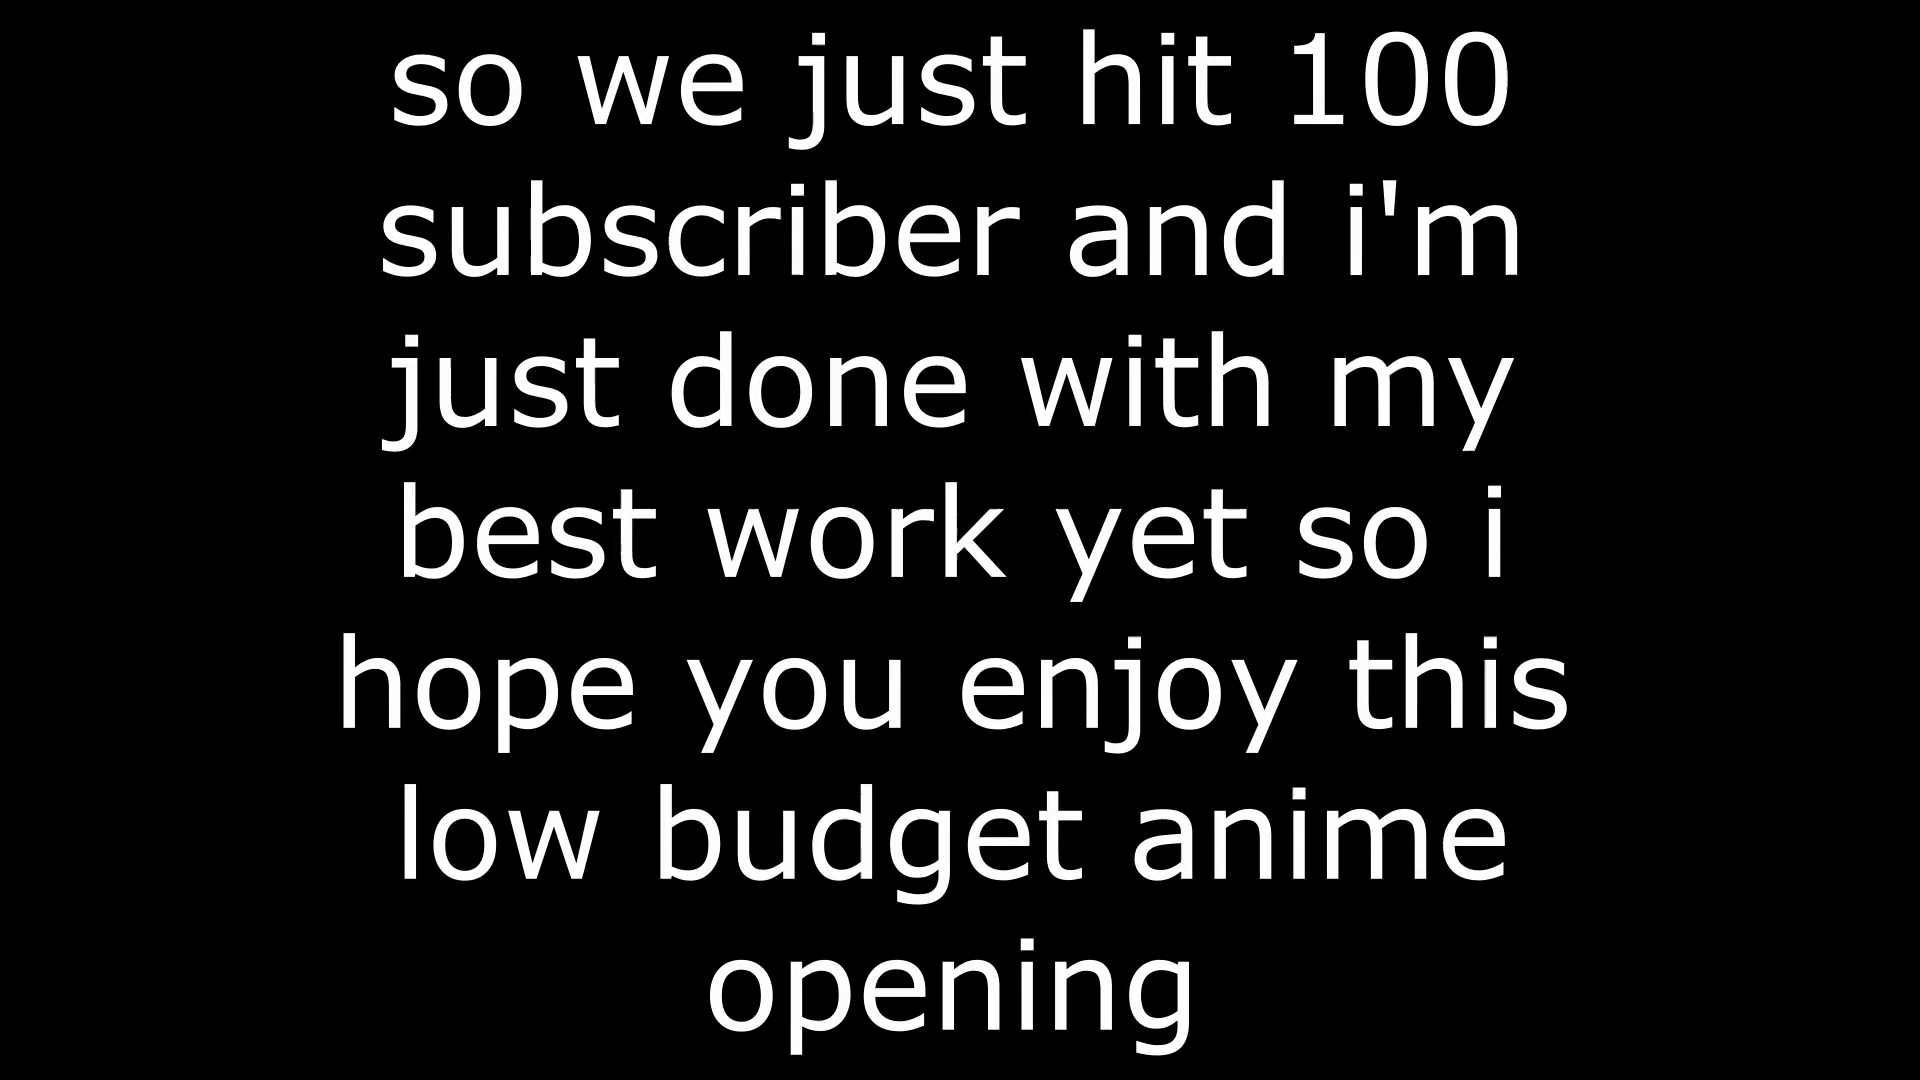 so we just hit 100
subscriber and i'm
just done with my
best work yet so i
hope you enjoy this
low budget anime
opening